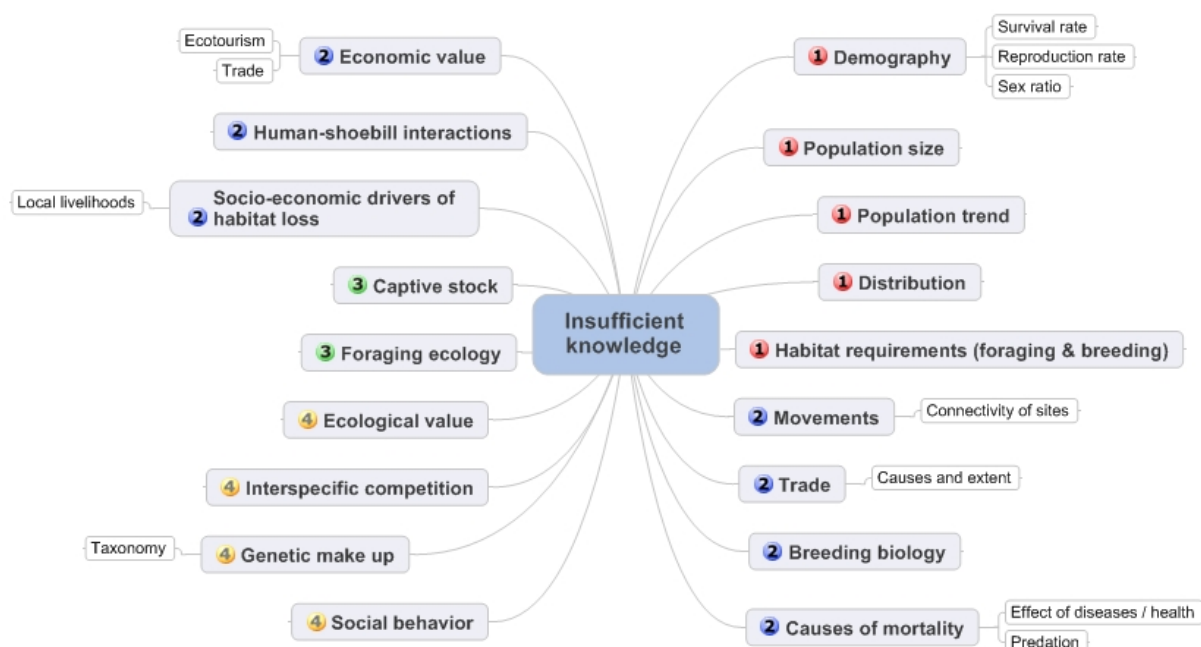 Insufficient
knowledge
1 Demography
Survival rate
Reproduction rate
Sex ratio
1 Population size
1 Population trend
1 Distribution
1 Habitat requirements (foraging & breeding)
2 Movements
Connectivity of sites
2 Trade
Causes and extent
2 Breeding biology
2 Causes of mortality
Effect of diseases / health
Predation
2 Economic value
Ecotourism
Trade
2 Human-shoebill interactions
Socio-economic drivers of
2 habitat loss
Local livelihoods
3 Captive stock
3 Foraging ecology
4 Ecological value
4 Interspecific competition
4 Genetic make up
Taxonomy
4 Social behavior